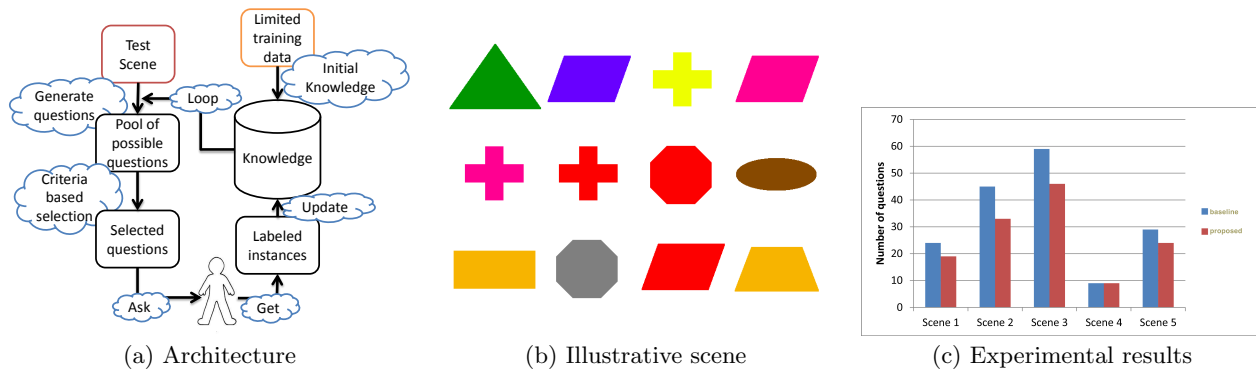 Test
Scene
Limited
training
data
Initial
Knowledge
Generate
questions
Loop
Pool of
possible
questions
Knowledge
Criteria
based
selection
Update
Selected
questions
Labeled
instances
Ask
Get
(a) Architecture
(b) Illustrative scene
70
60
50
40
30
20
10
0
Number of questions
Scene 1
Scene 2
Scene 3
Scene 4
Scene 5
baseline
proposed
(c) Experimental results